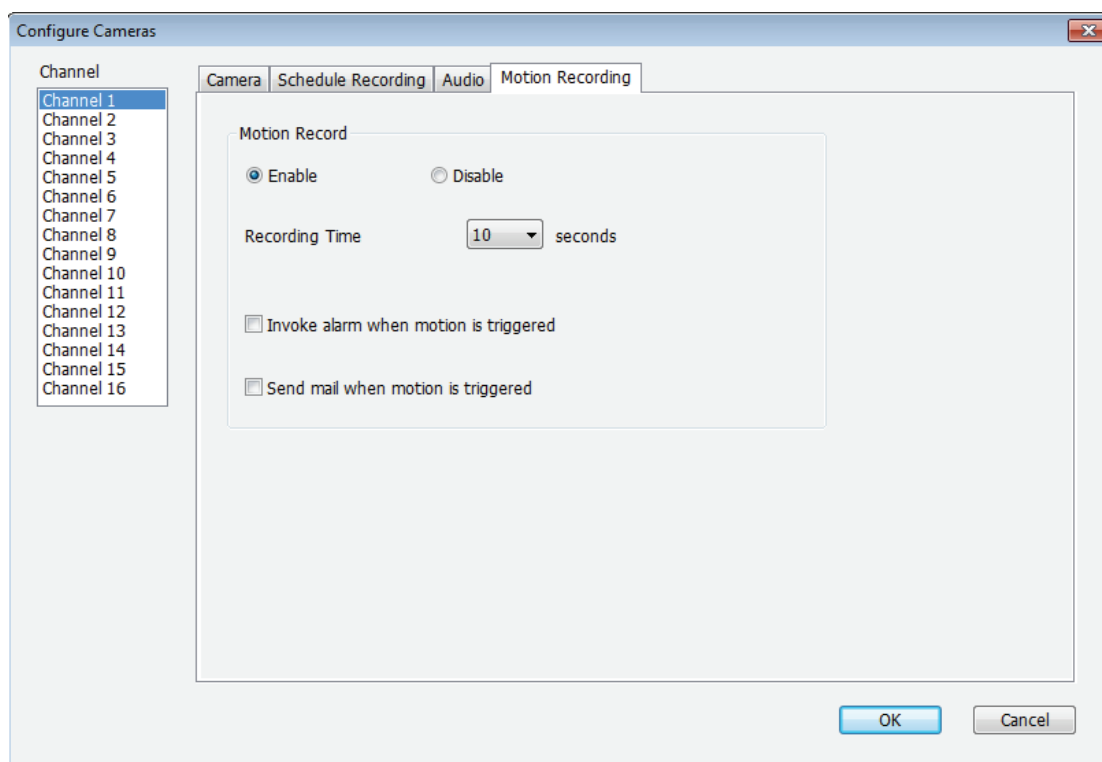 Configure Cameras
Channel
Channel 1
Channel 2
Channel 3
Channel 4
Channel 5
Channel 6
Channel 7
Channel 8
Channel 9
Channel 10
Channel 11
Channel 12
Channel 13
Channel 14
Channel 15
Channel 16
Camera Schedule Recording Audio Motion Recording
Motion Record
Enable Disable
Recording Time 10 seconds
Invoke alarm when motion is triggered
Send mail when motion is triggered
OK Cancel